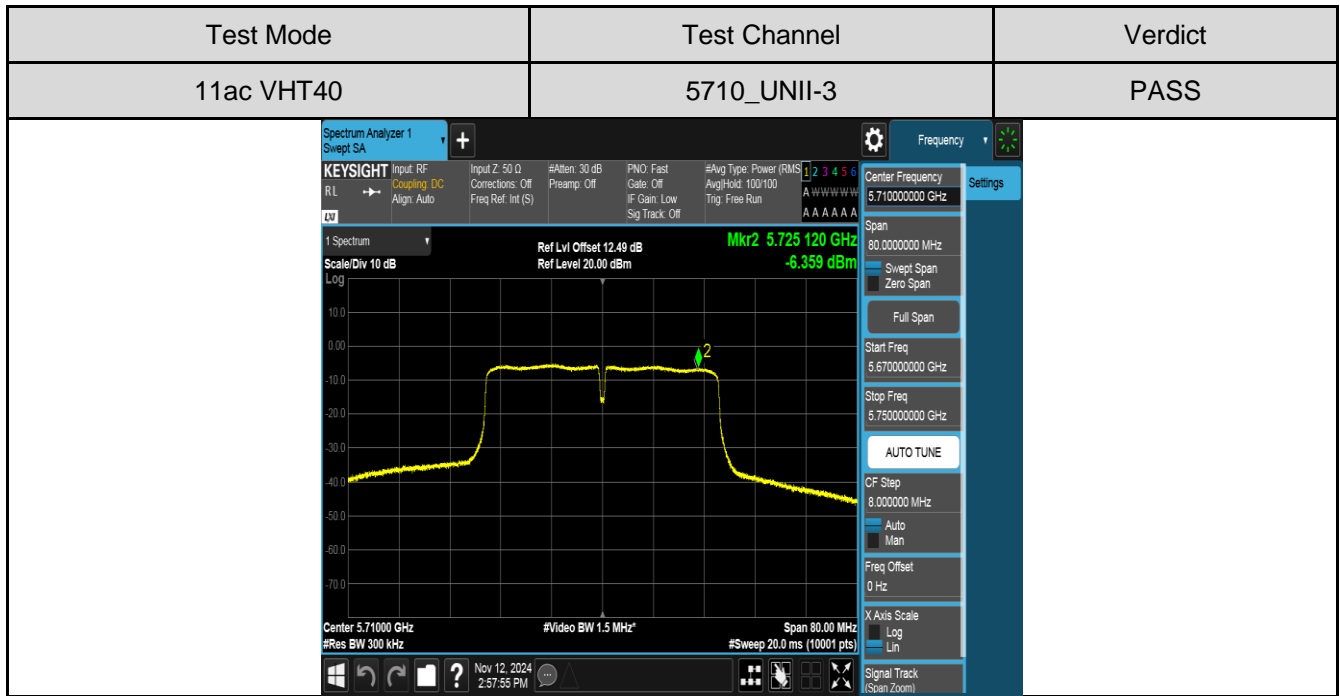 Test Mode Test Channel Verdict
11ac VHT40 5710_UNII-3 PASS
Spectrum Analyzer 1
Swept SA
+
Frequency
KEYSIGHT Input: RF Input Z: 50 Ω #Atten: 30 dB PNO: Fast #Avg Type: Power (RMS 1 2 3 4 5 6
RL Coupling: DC Corrections: Off Preamp: Off Gate: Off Avg|Hold: 100/100 A W W W W W
Align: Auto Freq Ref: Int (S) IF Gain: Low Trig: Free Run
LXI Sig Track: Off A A A A A A
1 Spectrum Ref Lvl Offset 12.49 dB Mkr2 5.725 120 GHz
Scale/Div 10 dB Ref Level 20.00 dBm -6.359 dBm
Log
10.0
0.00
2
-10.0
-20.0
-30.0
-40.0
-50.0
-60.0
-70.0
Center 5.71000 GHz #Video BW 1.5 MHz* Span 80.00 MHz
#Res BW 300 kHz #Sweep 20.0 ms (10001 pts)
? Nov 12, 2024
2:57:55 PM
Center Frequency
5.710000000 GHz
Settings
Span
80.0000000 MHz
Swept Span
Zero Span
Full Span
Start Freq
5.670000000 GHz
Stop Freq
5.750000000 GHz
AUTO TUNE
CF Step
8.000000 MHz
Auto
Man
Freq Offset
0 Hz
X Axis Scale
Log
Lin
Signal Track
(Span Zoom)